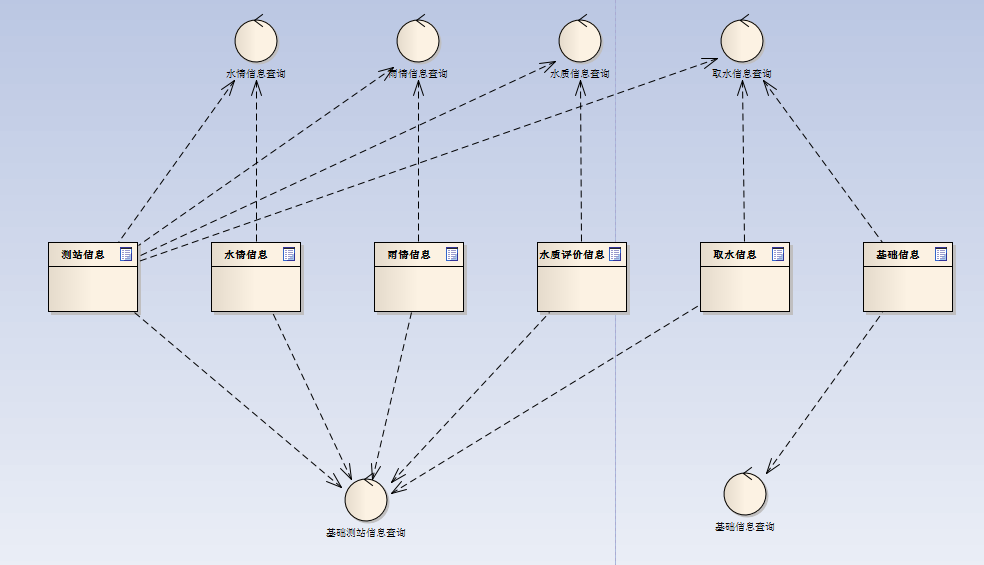 水情信息查询
雨情信息查询
水质信息查询
取水信息查询
测站信息
水情信息
雨情信息
水质评价信息
取水信息
基础信息
基础测站信息查询
基础信息查询